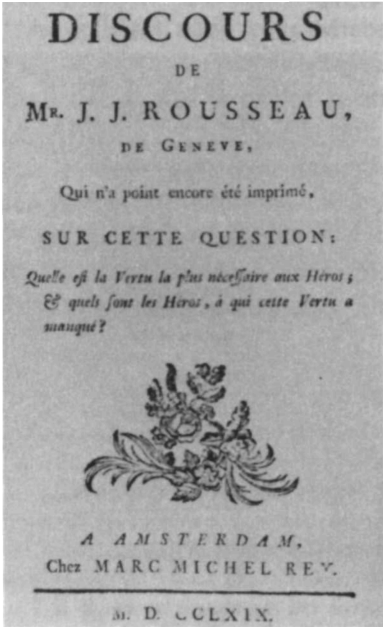 DISCOURS
DE
MR. J. J. ROUSSEAU,
DE GENEVE,
Qui n'a point encore été imprimé,
SUR CETTE QUESTION:
Quelle est la Vertu la plus nécessaire aux Héros;
& quels sont les Héros, à qui cette Vertu a
manqué?
A AMSTERDAM,
Chez MARC MICHEL REY.
M. D. CCLXIX.